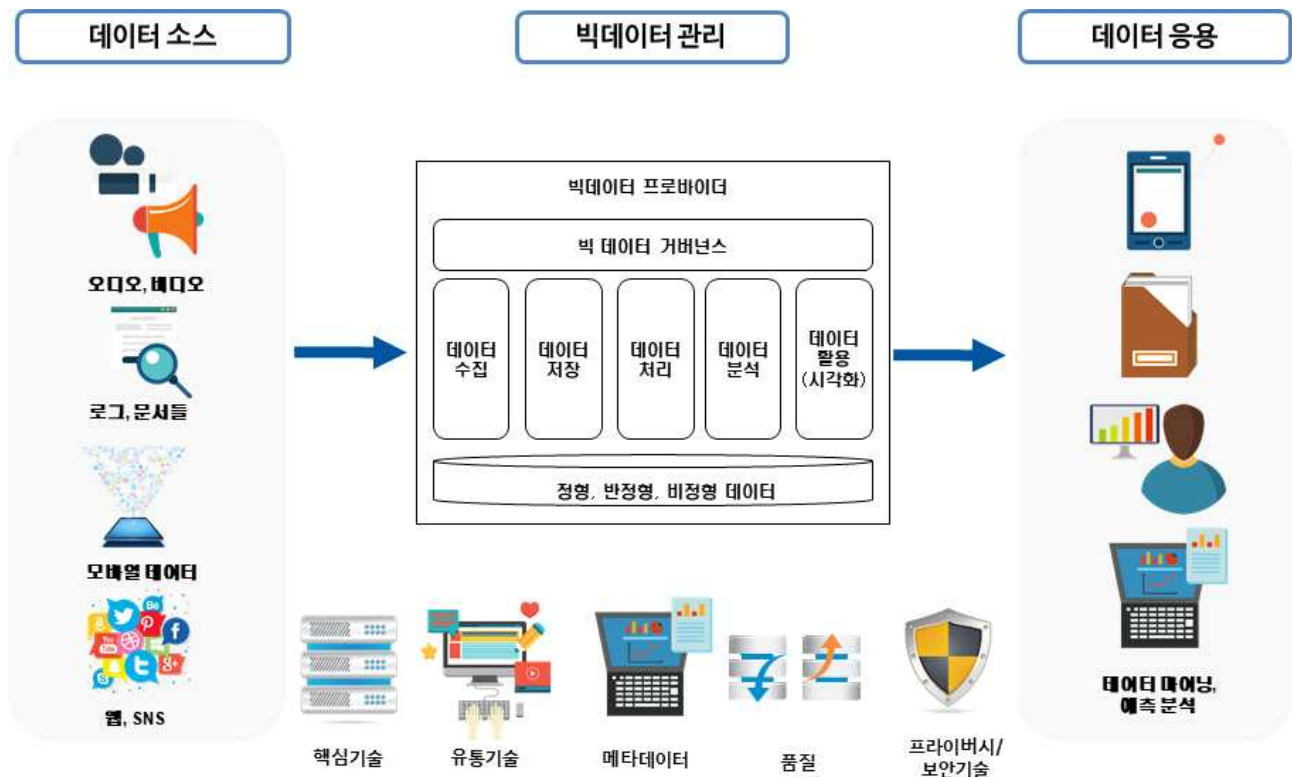 데이터 소스
빅데이터 관리
데이터 응용
오디오, 비디오
로그, 문서들
모바일 데이터
웹, SNS
빅데이터 프로바이더
빅 데이터 거버넌스
데이터
수집
데이터
저장
데이터
처리
데이터
분석
데이터
활용
(시각화)
정형, 반정형, 비정형 데이터
핵심기술
유통기술
메타데이터
품질
프라이버시/
보안기술
데이터 마이닝,
예측 분석